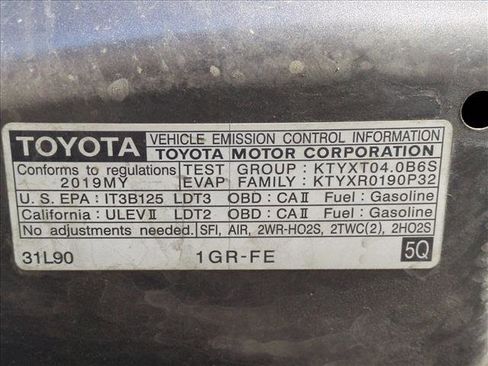 TOYOTA VEHICLE EMISSION CONTROL INFORMATION
TOYOTA MOTOR CORPORATION
Conforms to regulations TEST GROUP : KTYXT04.0B6S
2019MY EVAP FAMILY : KTYXR0190P32
U.S. EPA : IT3B125 LDT3 OBD : CAII Fuel : Gasoline
California : ULEVII LDT2 OBD : CAII Fuel : Gasoline
No adjustments needed. SFI, AIR, 2WR-HO2S, 2TWC(2), 2HO2S
31L90 1GR-FE 5Q